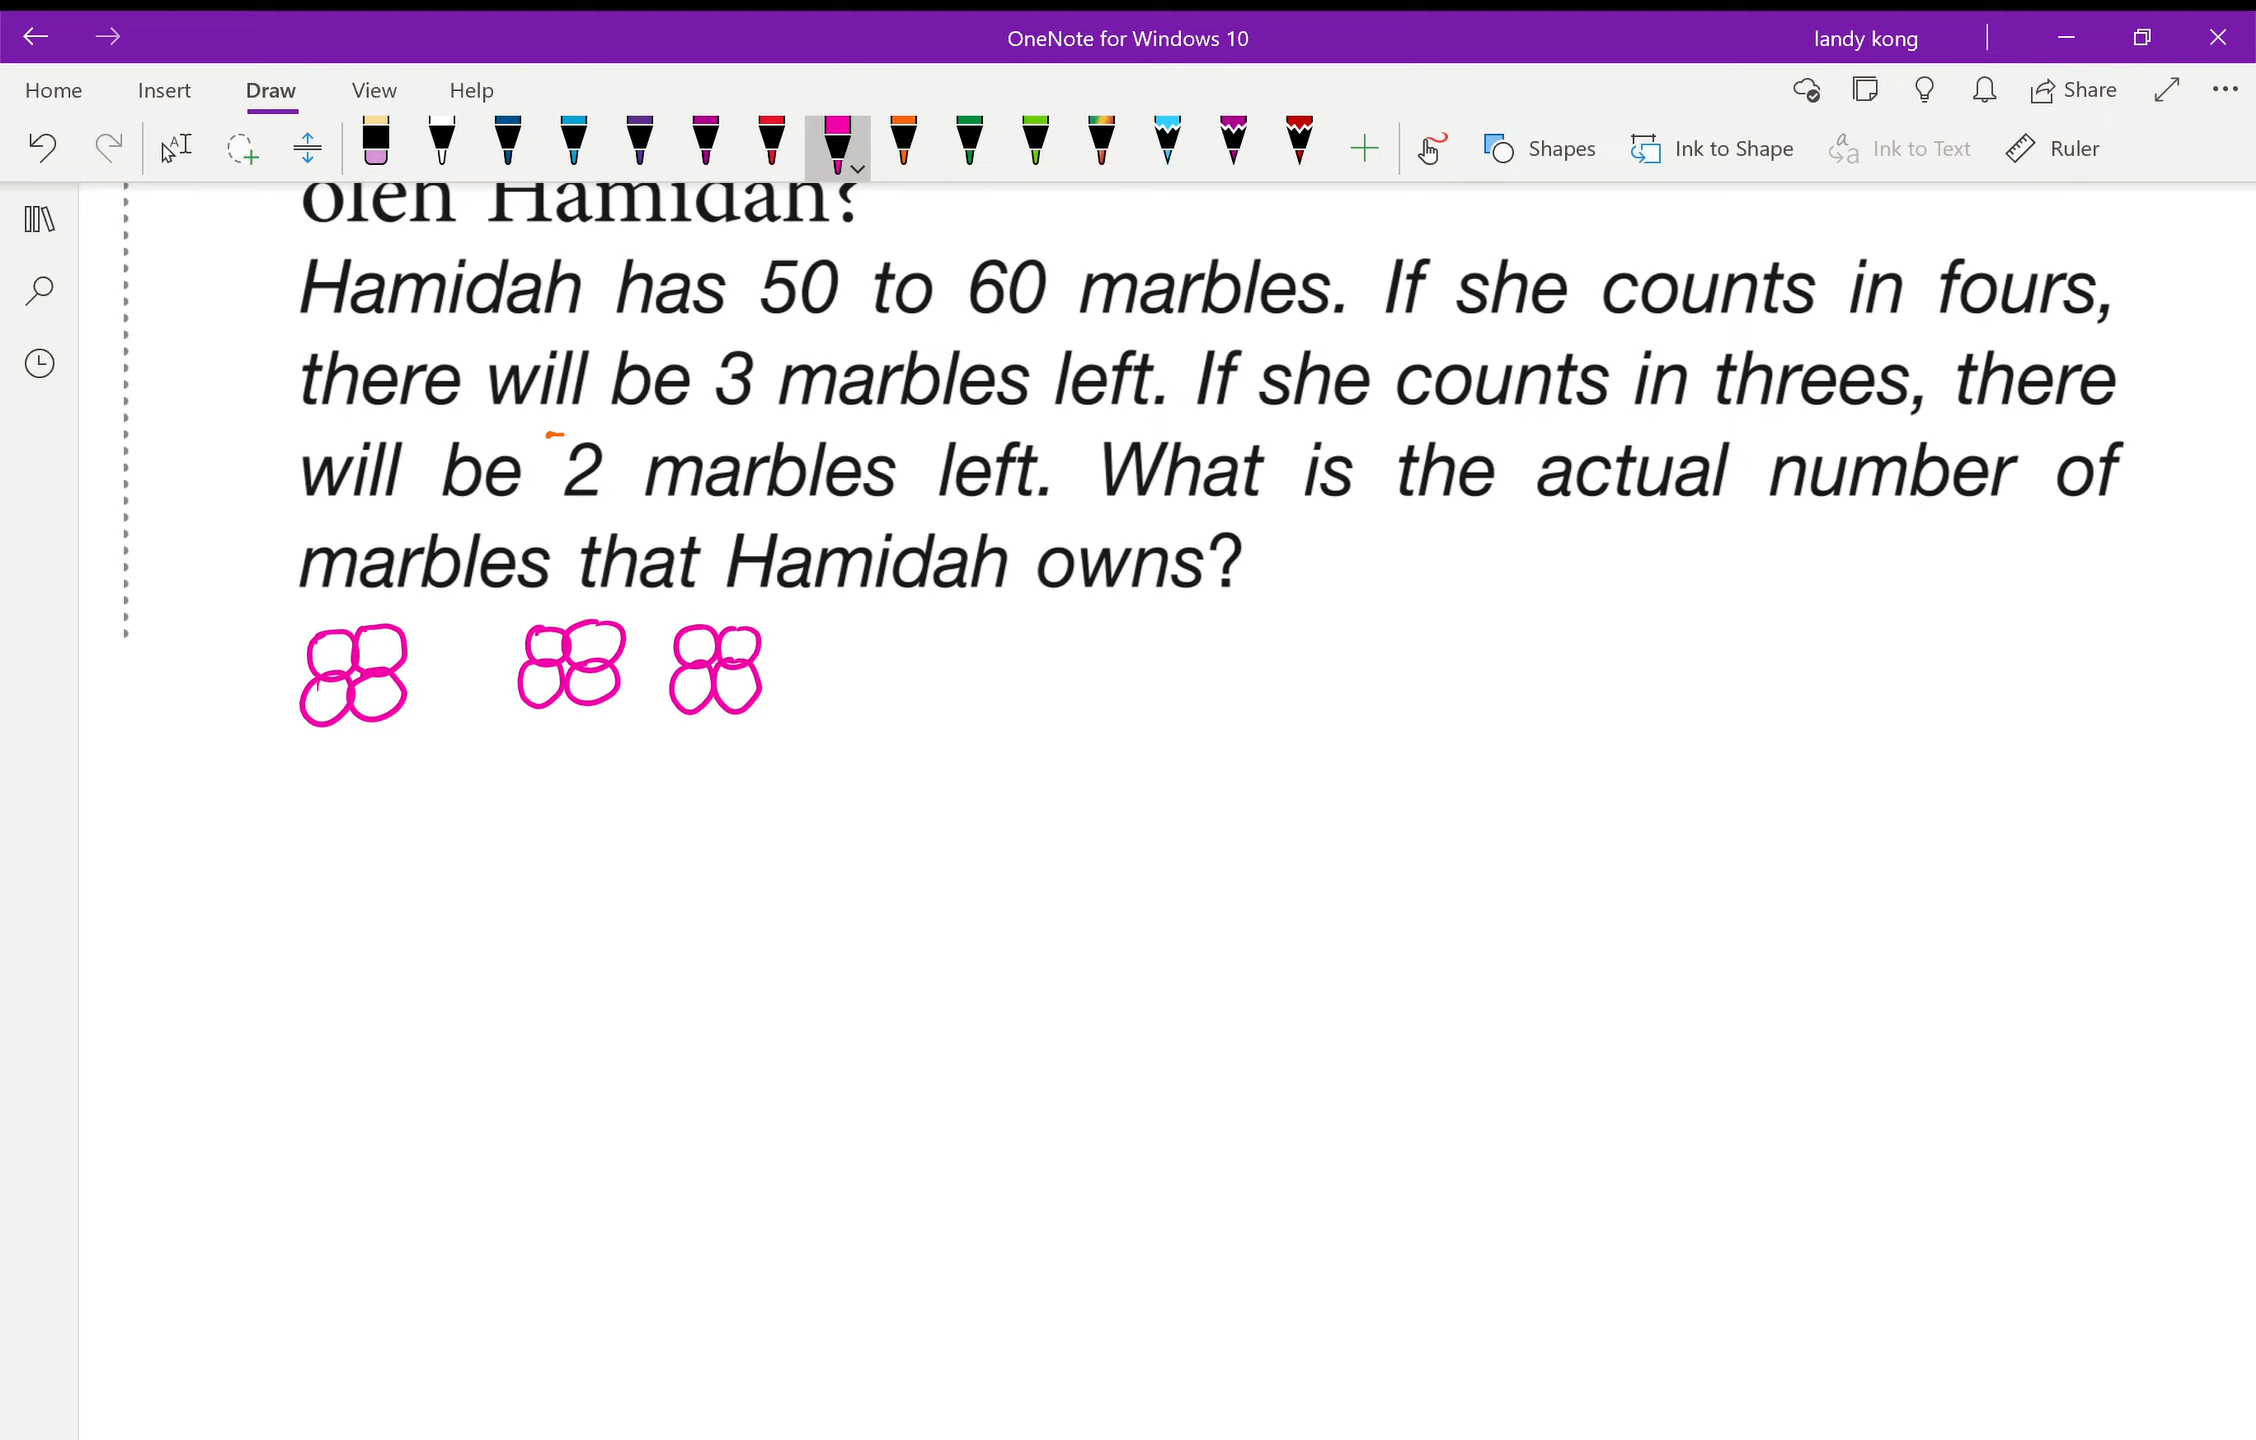 OneNote for Windows 10
landy kong
Home Insert Draw View Help
Share
Shapes Ink to Shape Ink to Text Ruler
oleh Hamidah?
Hamidah has 50 to 60 marbles. If she counts in fours,
there will be 3 marbles left. If she counts in threes, there
will be 2 marbles left. What is the actual number of
marbles that Hamidah owns?